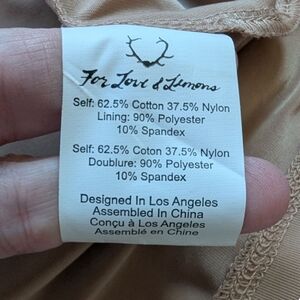 For Love & Lemons
Self: 62.5% Cotton 37.5% Nylon
Lining: 90% Polyester
10% Spandex
Self: 62.5% Coton 37.5% Nylon
Doublure: 90% Polyester
10% Spandex
Designed In Los Angeles
Assembled In China
Conçu à Los Angeles
Assemblé en Chine